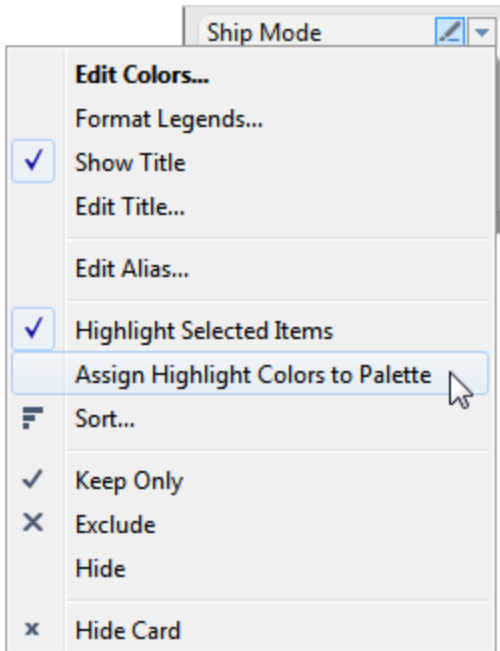 Ship Mode
Edit Colors...
Format Legends...
Show Title
Edit Title...
Edit Alias...
Highlight Selected Items
Assign Highlight Colors to Palette
Sort...
Keep Only
Exclude
Hide
Hide Card